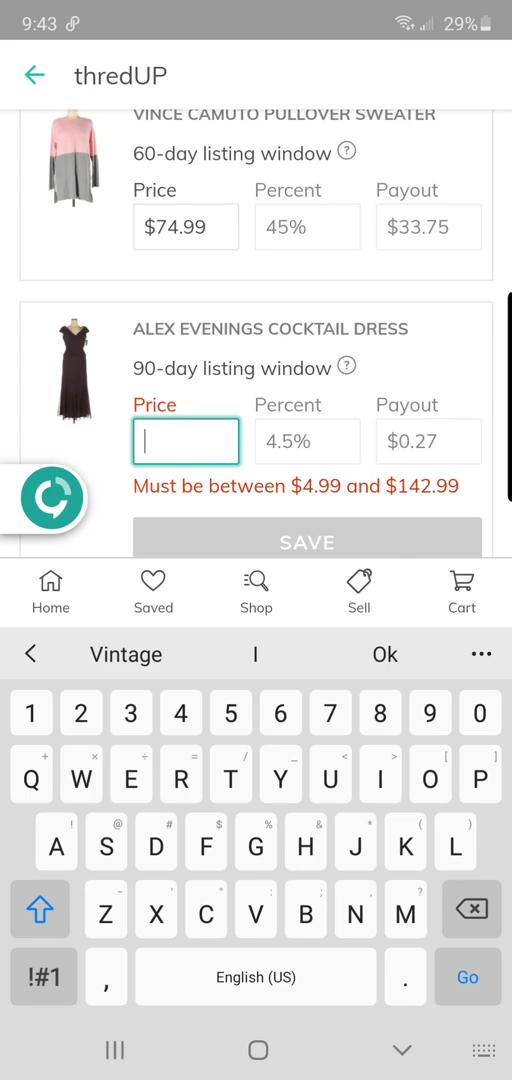 9:43 29%
thredUP
VINCE CAMUTO PULLOVER SWEATER
60-day listing window ?
Price Percent Payout
$74.99 45% $33.75
ALEX EVENINGS COCKTAIL DRESS
90-day listing window ?
Price Percent Payout
4.5% $0.27
Must be between $4.99 and $142.99
SAVE
Home Saved Shop Sell Cart
Vintage I Ok
1 2 3 4 5 6 7 8 9 0
+ × ÷ = / _ < > [ ]
Q W E R T Y U I O P
! @ # $ % & * ( )
A S D F G H J K L
- ' " : ; , ?
Z X C V B N M
!#1 , English (US) . Go